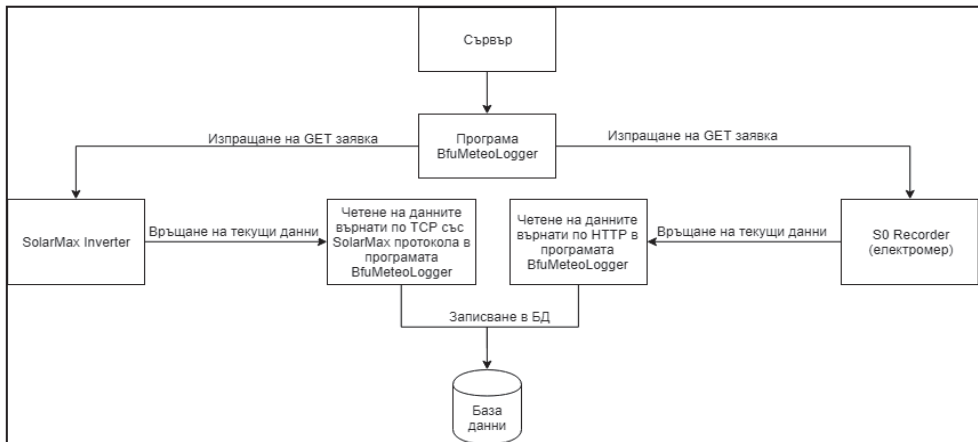 Сървър
Програма
BfuMeteoLogger
Изпращане на GET заявка
Изпращане на GET заявка
SolarMax Inverter
Връщане на текущи данни
Четене на данните
върнати по TCP със
SolarMax протокола в
програмата
BfuMeteoLogger
Четене на данните
върнати по HTTP в
програмата
BfuMeteoLogger
Връщане на текущи данни
S0 Recorder
(електромер)
Записване в БД
База
данни